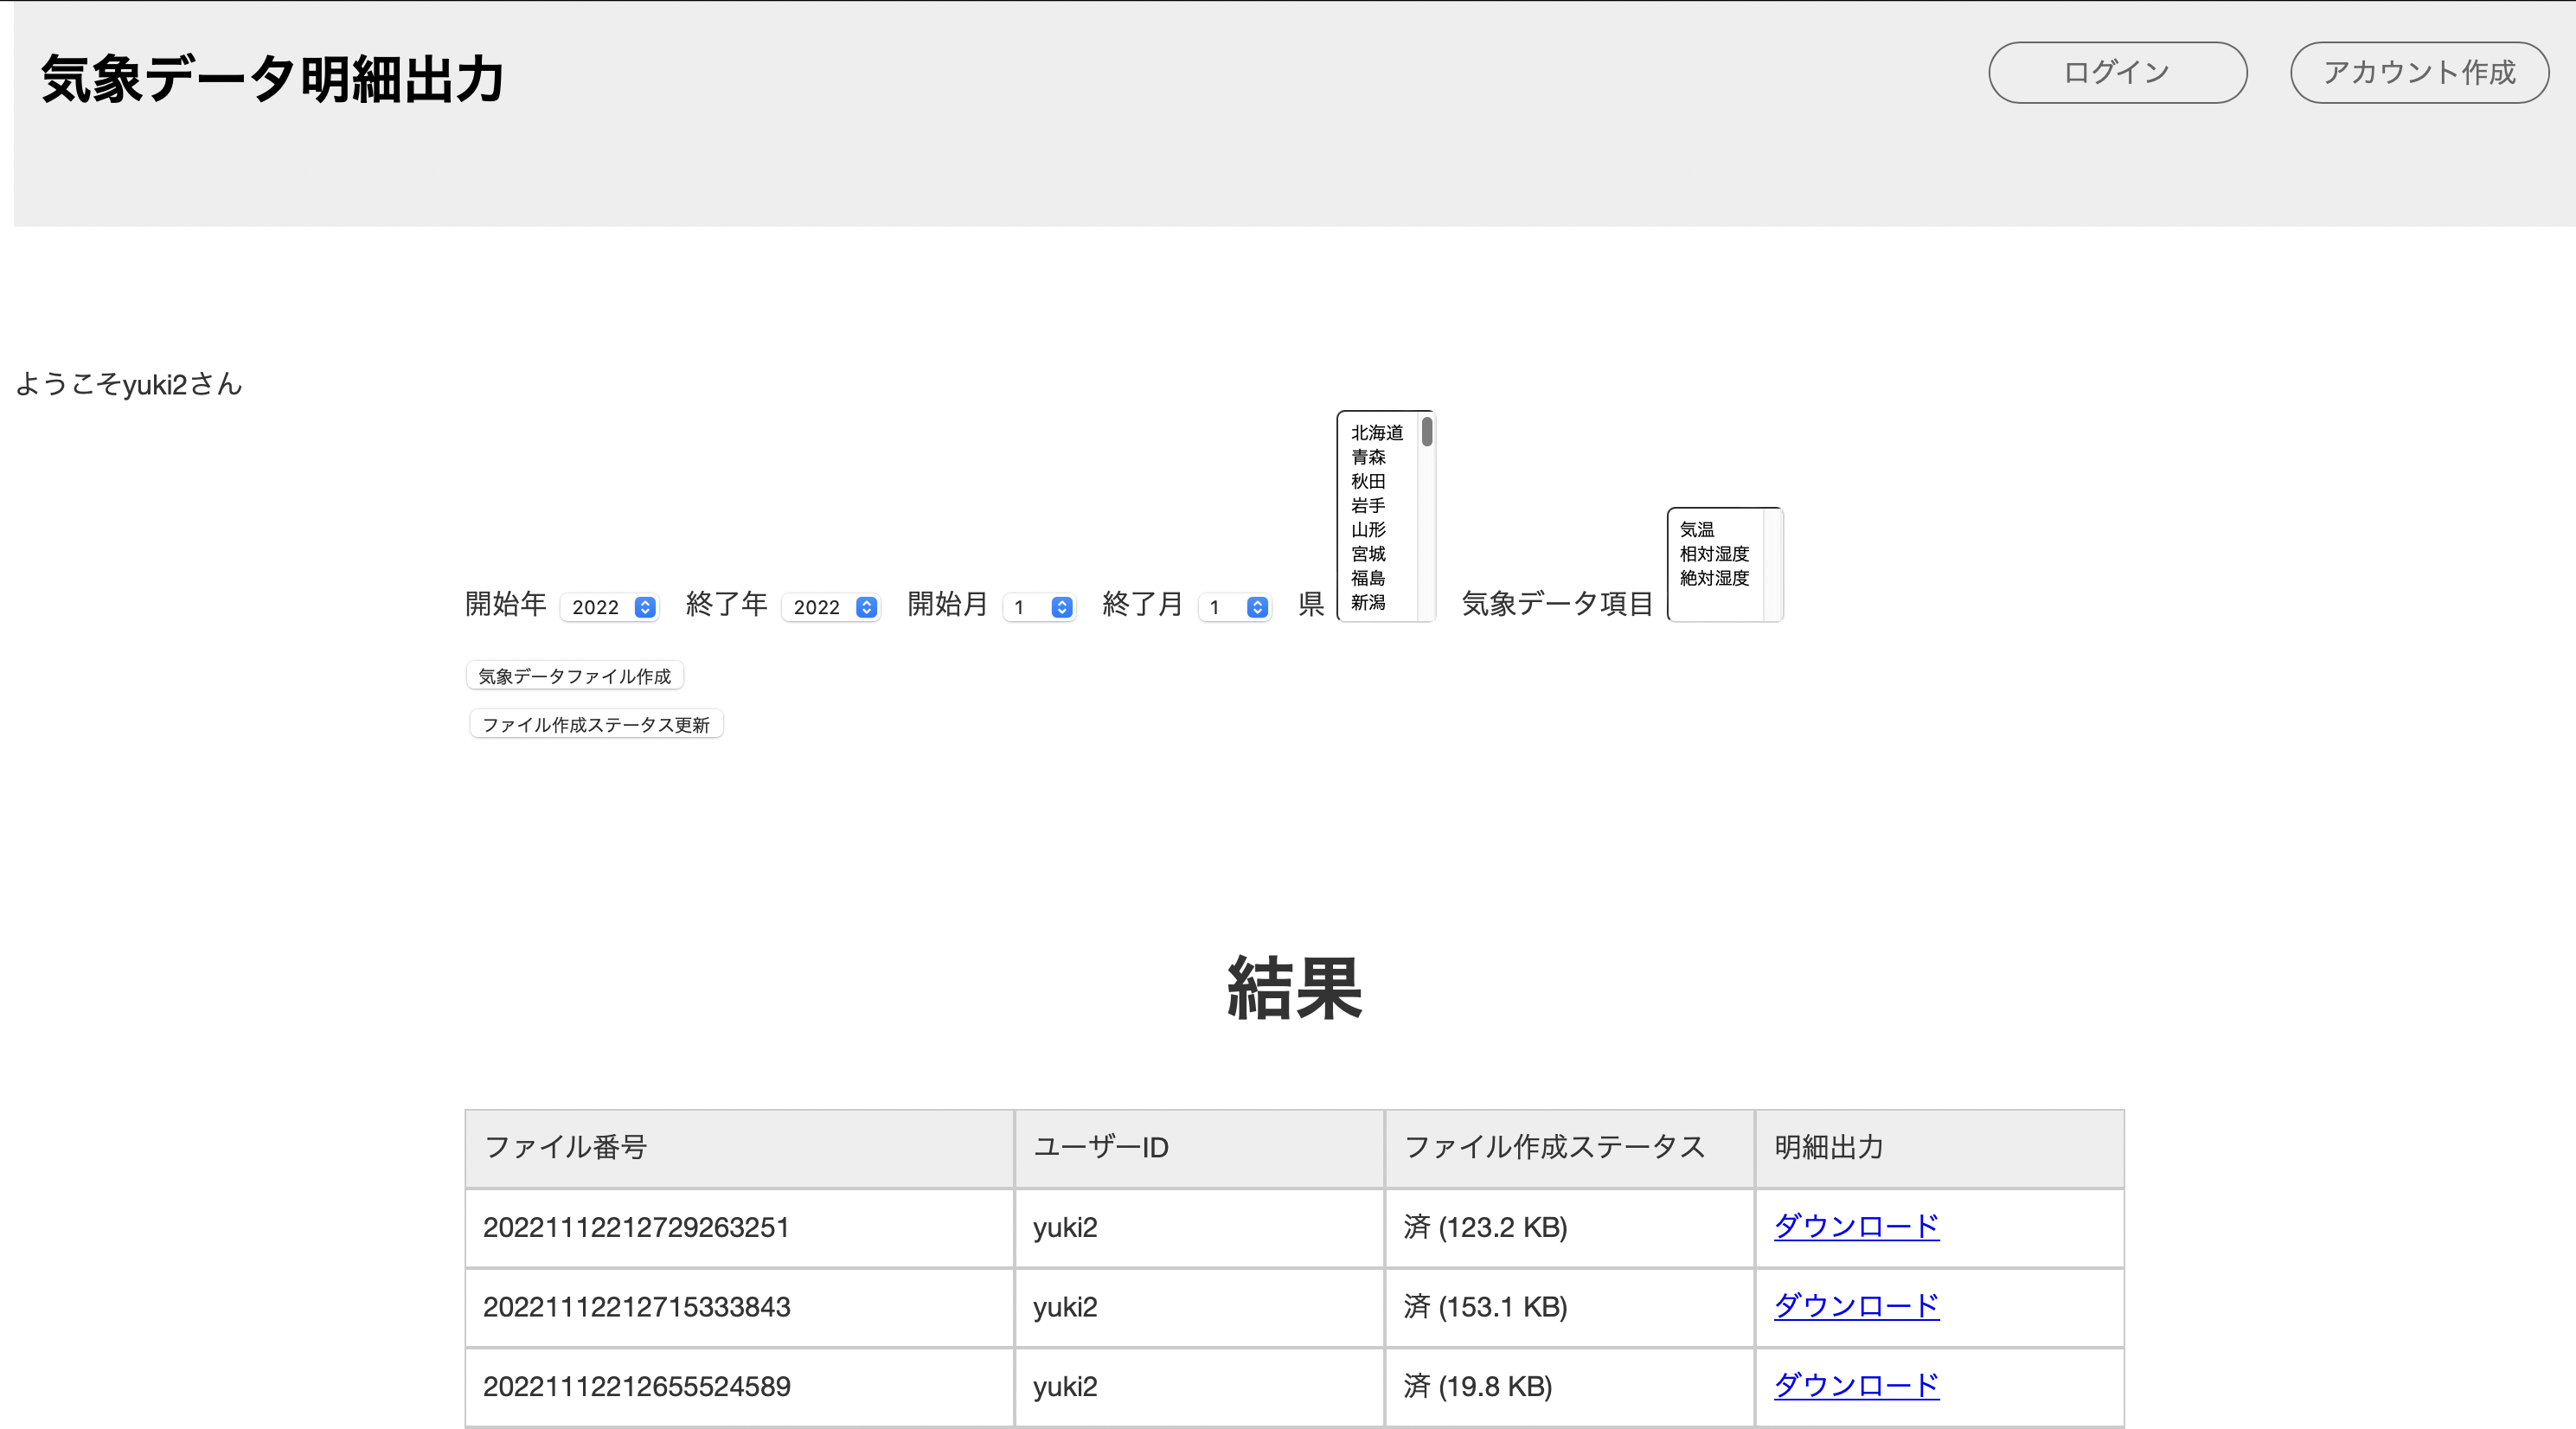 気象データ明細出力
ログイン
アカウント作成
ようこそyuki2さん
開始年 2022 終了年 2022 開始月 1 終了月 1 県
北海道
青森
秋田
岩手
山形
宮城
福島
新潟
気象データ項目
気温
相対湿度
絶対湿度
気象データファイル作成
ファイル作成ステータス更新
結果
ファイル番号 ユーザーID ファイル作成ステータス 明細出力
20221112212729263251 yuki2 済 (123.2 KB) ダウンロード
20221112212715333843 yuki2 済 (153.1 KB) ダウンロード
20221112212655524589 yuki2 済 (19.8 KB) ダウンロード